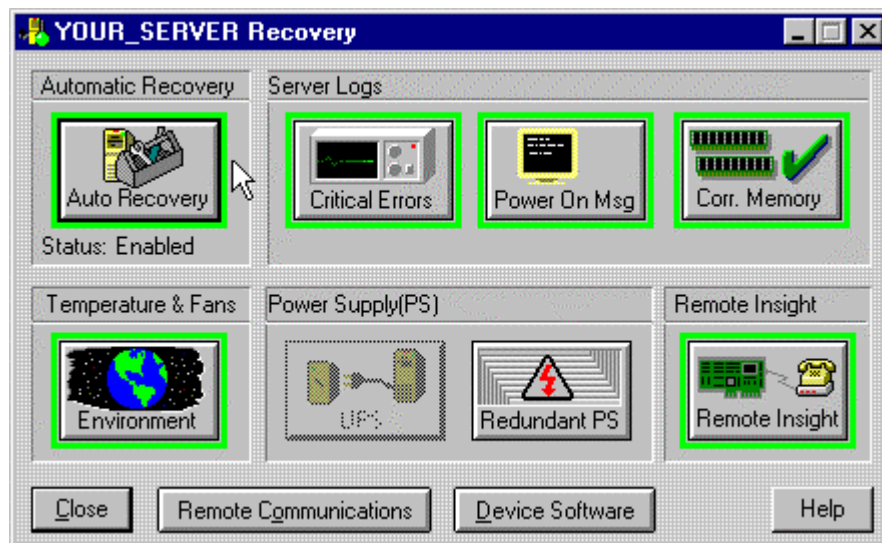 YOUR_SERVER Recovery
Automatic Recovery
Server Logs
Auto Recovery
Critical Errors
Power On Msg
Corr. Memory
Status: Enabled
Temperature & Fans
Power Supply(PS)
Remote Insight
Environment
UPS
Redundant PS
Remote Insight
Close
Remote Communications
Device Software
Help